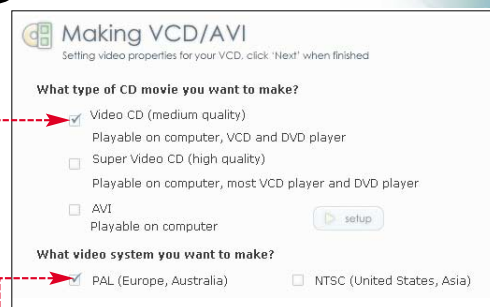 Making VCD/AVI
Setting video properties for your VCD, click 'Next' when finished
What type of CD movie you want to make?
Video CD (medium quality)
Playable on computer, VCD and DVD player
Super Video CD (high quality)
Playable on computer, most VCD player and DVD player
AVI
Playable on computer
setup
What video system you want to make?
PAL (Europe, Australia)
NTSC (United States, Asia)